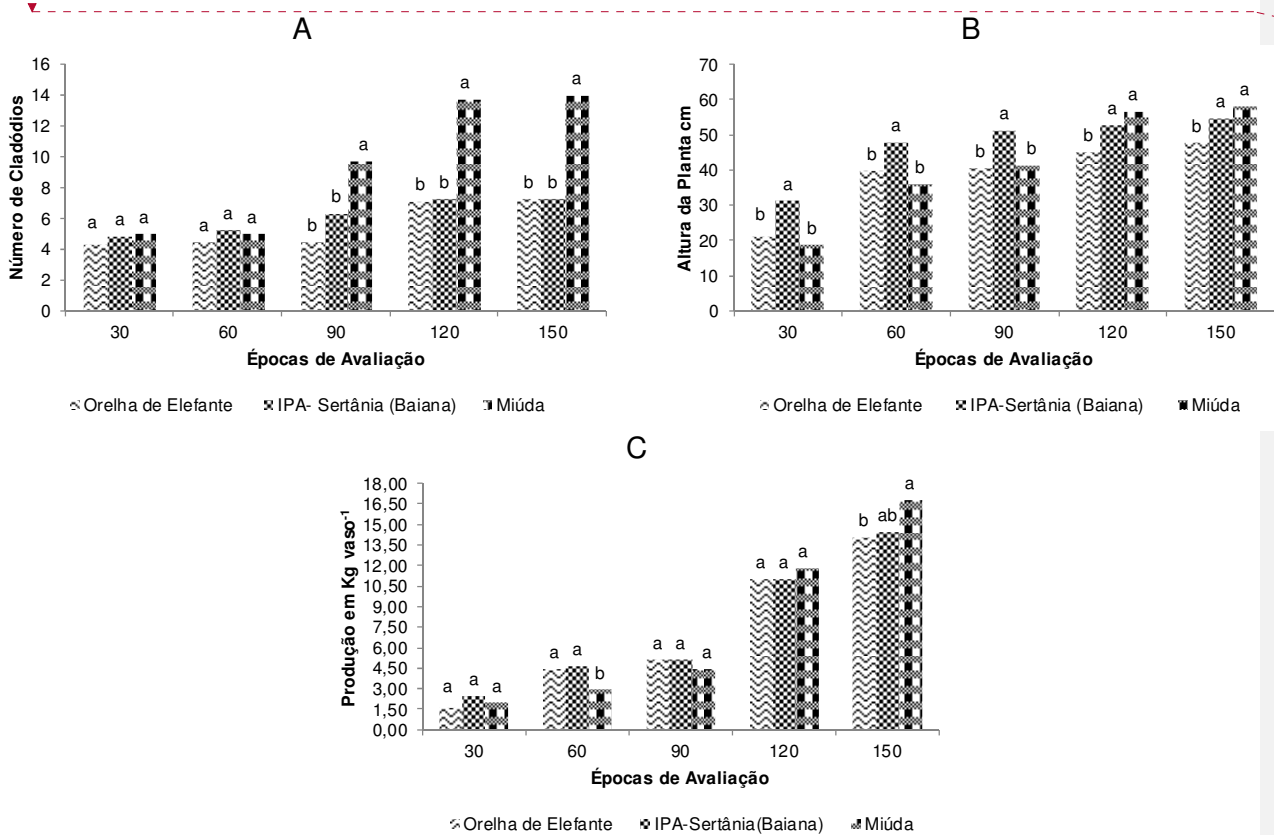 A
16
14
12
10
8
6
4
2
0
Número de Cladódios
a a a
a a a
b b a
b b a
b b a
30 60 90 120 150
Épocas de Avaliação
Orelha de Elefante IPA- Sertânia (Baiana) Miúda
B
70
60
50
40
30
20
10
0
Altura da Planta cm
b a b
b a b
b a b
b a a
b a a
30 60 90 120 150
Épocas de Avaliação
Orelha de Elefante IPA-Sertânia (Baiana) Miúda
C
18,00
16,50
15,00
13,50
12,00
10,50
9,00
7,50
6,00
4,50
3,00
1,50
0,00
Produção em Kg vaso-1
a a a
a a b
a a a
a a a
b ab a
30 60 90 120 150
Épocas de Avaliação
Orelha de Elefante IPA-Sertânia(Baiana) Miúda